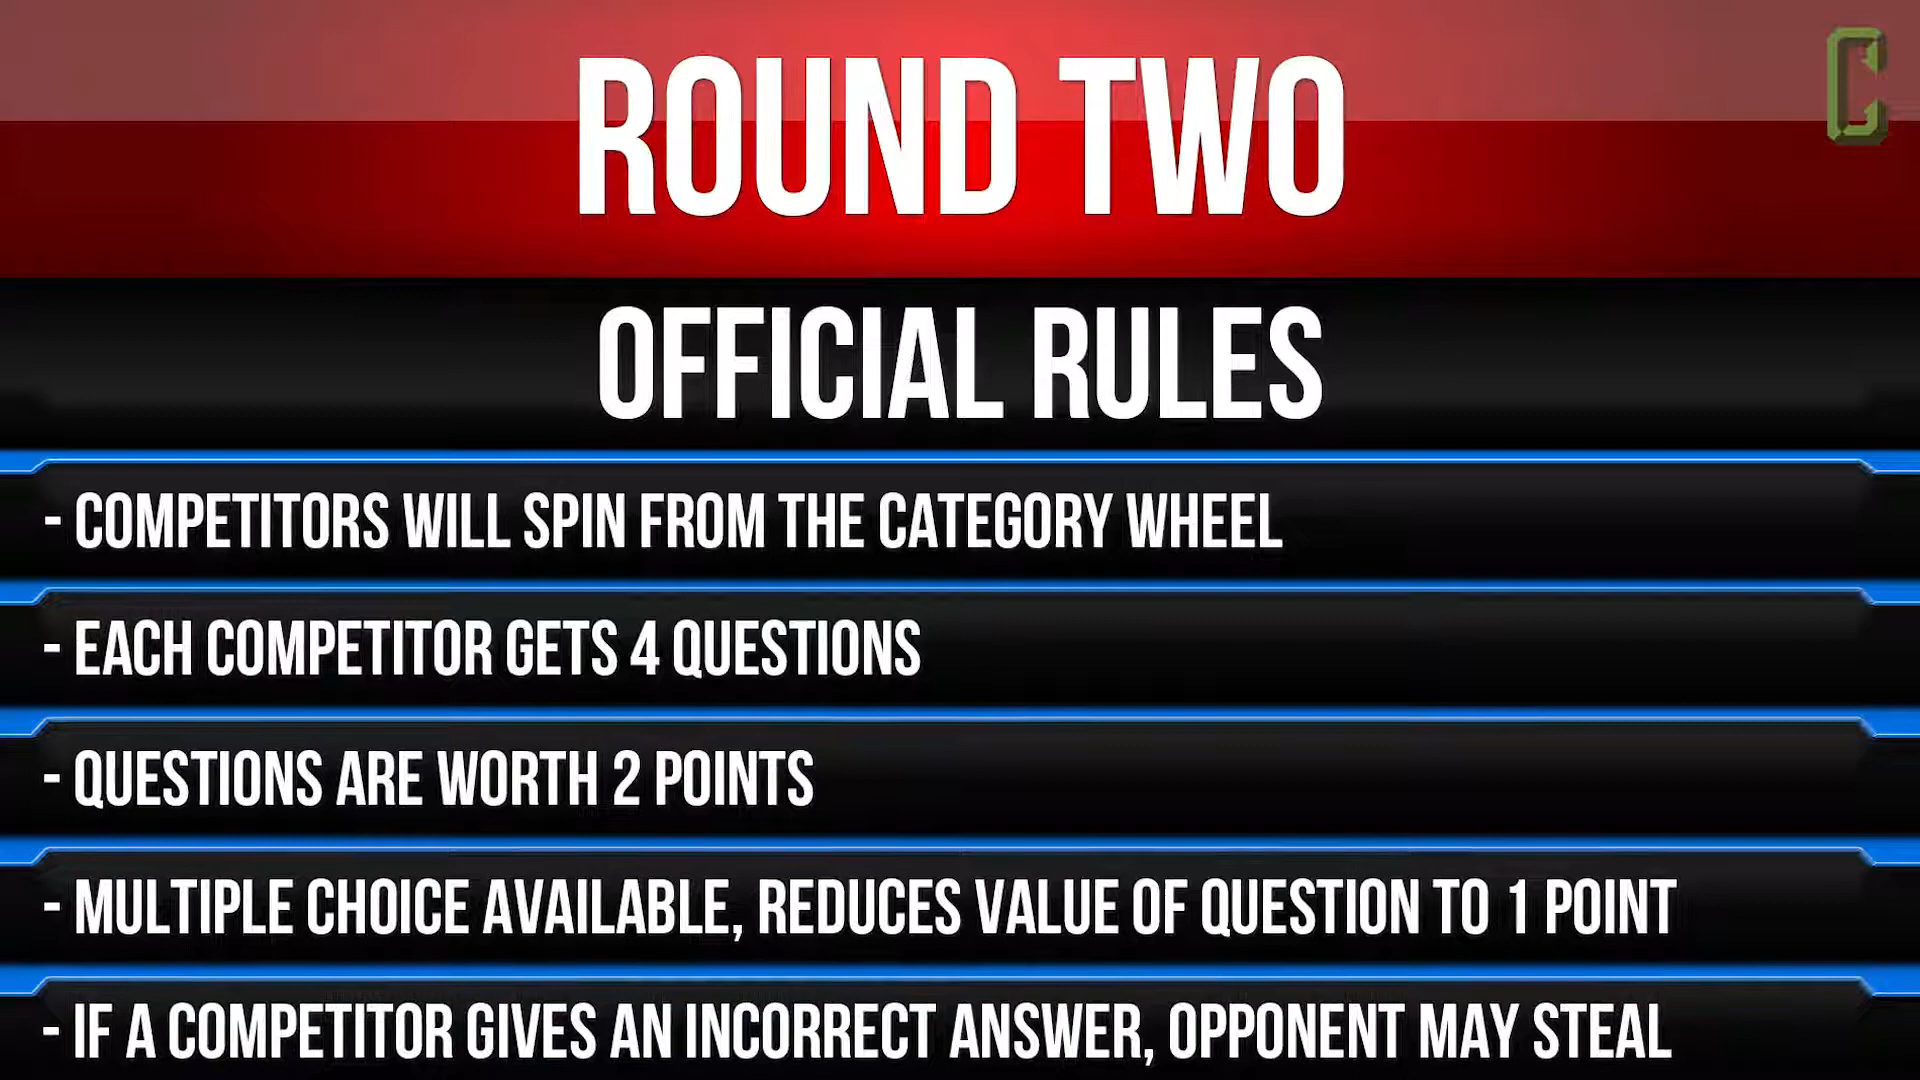 ROUND TWO
OFFICIAL RULES
- COMPETITORS WILL SPIN FROM THE CATEGORY WHEEL
- EACH COMPETITOR GETS 4 QUESTIONS
- QUESTIONS ARE WORTH 2 POINTS
- MULTIPLE CHOICE AVAILABLE, REDUCES VALUE OF QUESTION TO 1 POINT
- IF A COMPETITOR GIVES AN INCORRECT ANSWER, OPPONENT MAY STEAL